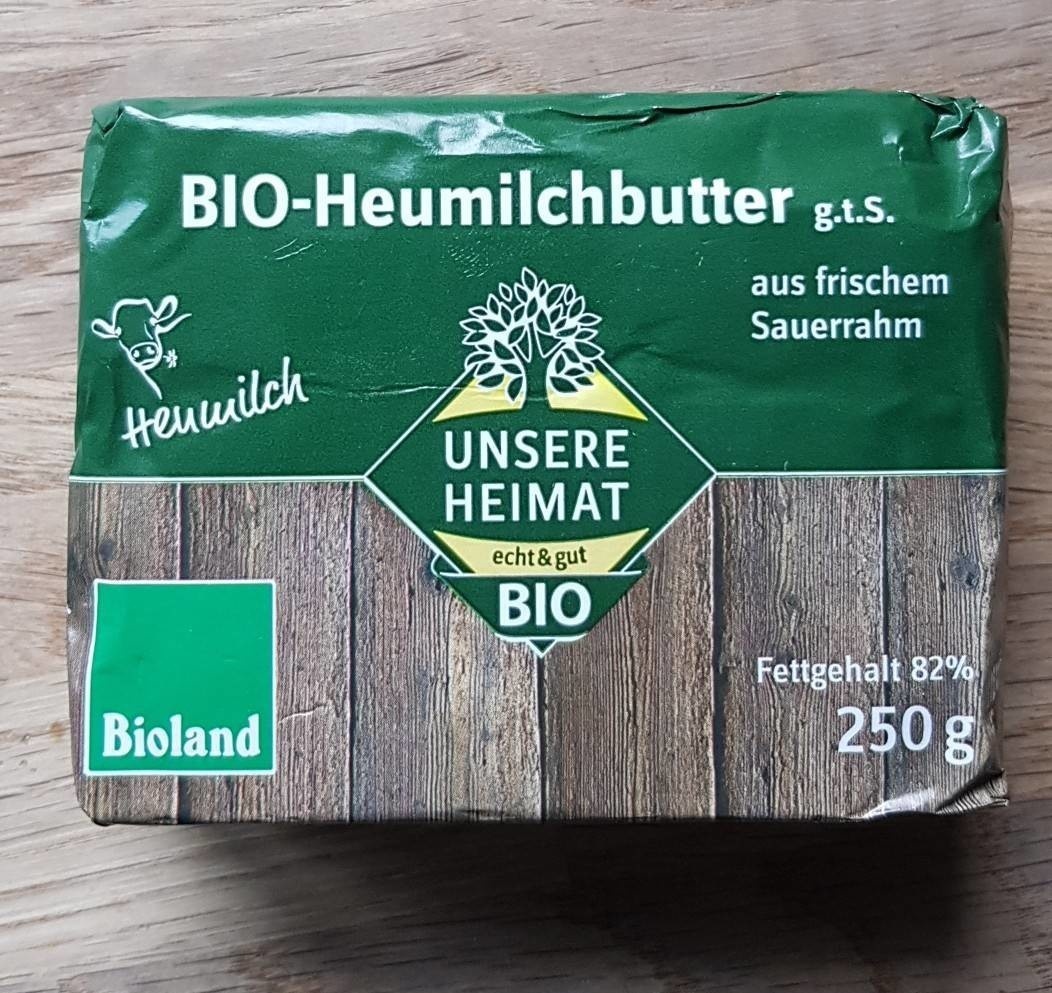 BIO-Heumilchbutter g.t.S.
aus frischem
Sauerrahm
Heumilch
UNSERE
HEIMAT
echt & gut
BIO
Bioland
Fettgehalt 82%
250 g